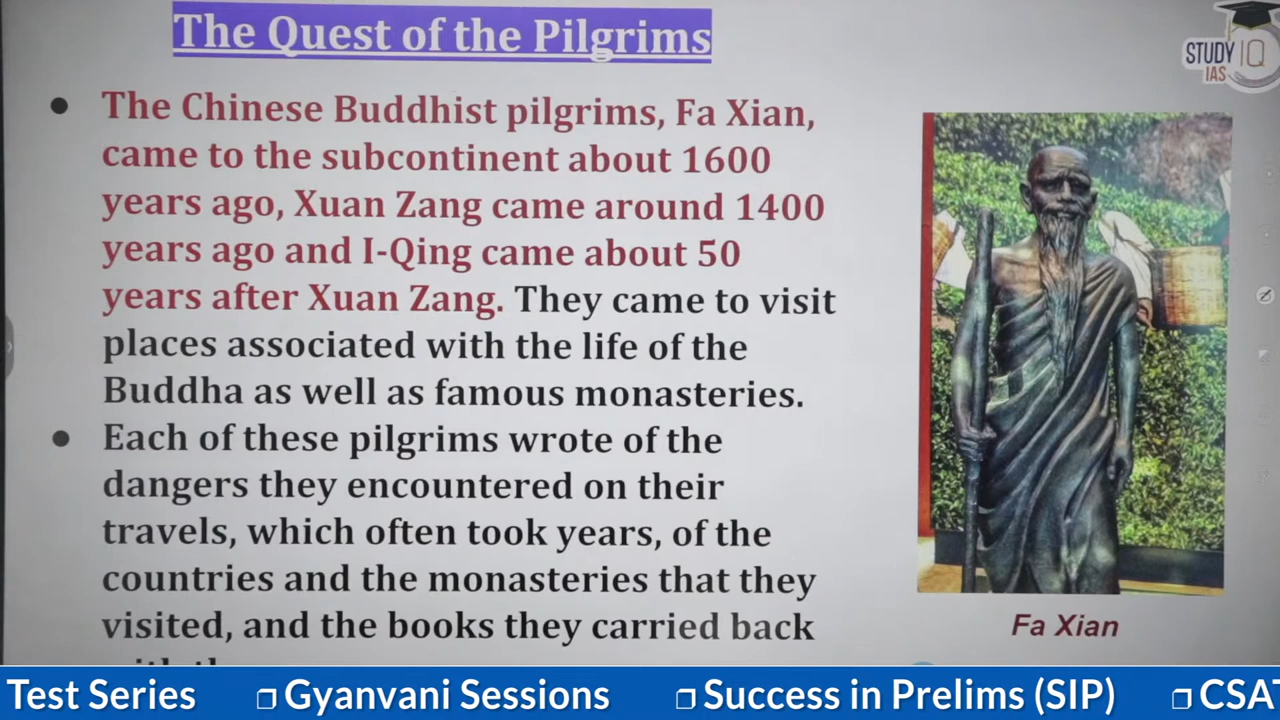 The Quest of the Pilgrims
STUDY IQ
IAS
● The Chinese Buddhist pilgrims, Fa Xian,
came to the subcontinent about 1600
years ago, Xuan Zang came around 1400
years ago and I-Qing came about 50
years after Xuan Zang. They came to visit
places associated with the life of the
Buddha as well as famous monasteries.
● Each of these pilgrims wrote of the
dangers they encountered on their
travels, which often took years, of the
countries and the monasteries that they
visited, and the books they carried back
Fa Xian
Test Series ❐ Gyanvani Sessions ❐ Success in Prelims (SIP) ❐ CSAT